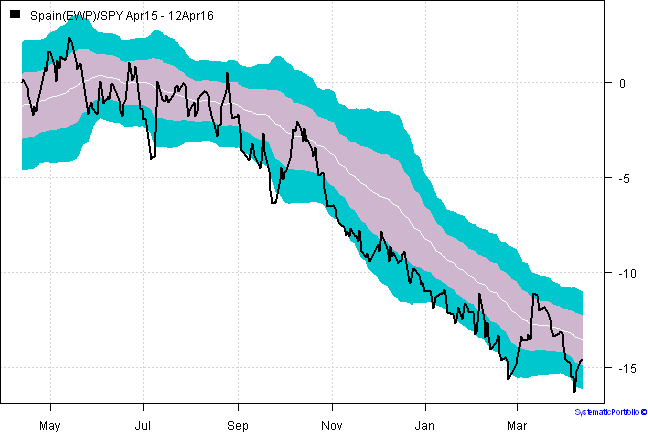 Spain(EWP)/SPY Apr15 - 12Apr16
0
-5
-10
-15
May Jul Sep Nov Jan Mar
SystematicPortfolio ©